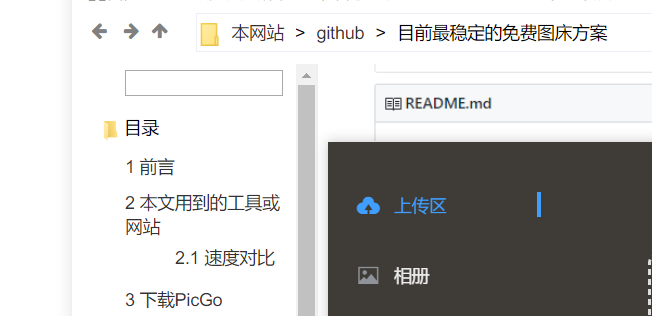 本网站 > github > 目前最稳定的免费图床方案
目录
1 前言
2 本文用到的工具或
网站
2.1 速度对比
3 下载PicGo
README.md
上传区
相册